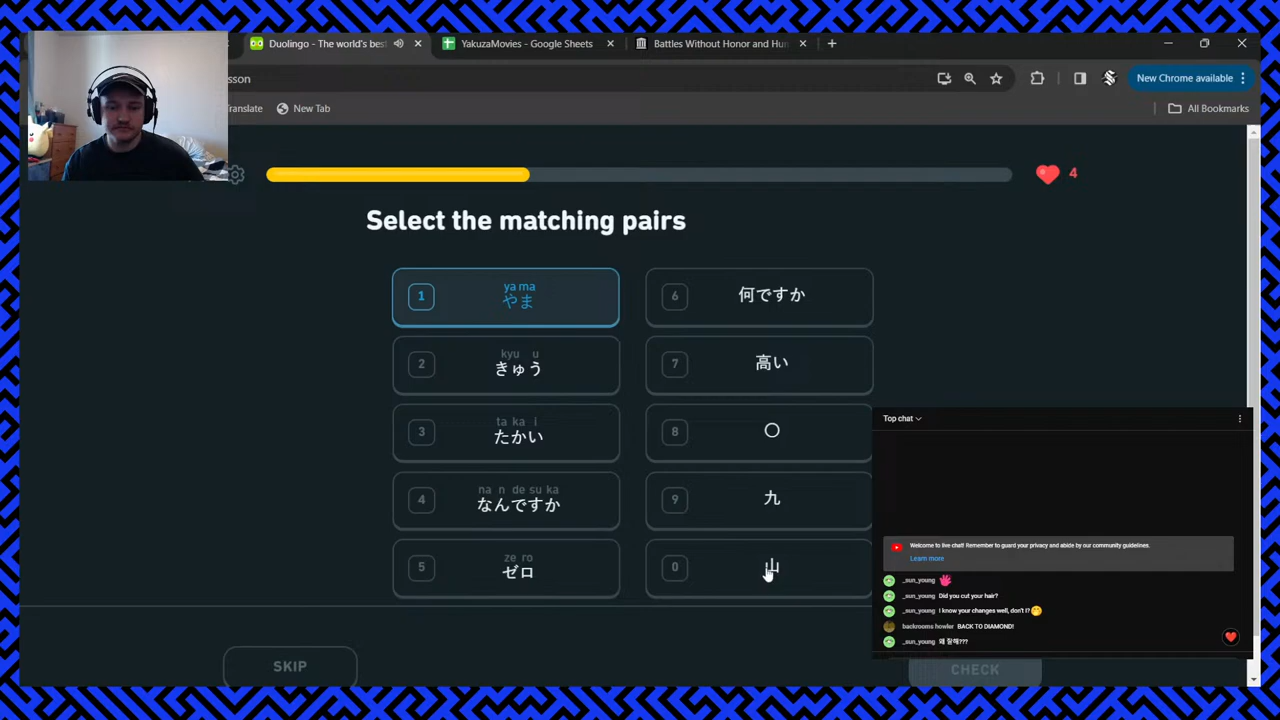 Duolingo - The world's bes
YakuzaMovies - Google Sheets
Battles Without Honor and Hun
sson
New Chrome available
ranslate
New Tab
All Bookmarks
4
Select the matching pairs
1
ya ma
やま
6
何ですか
2
kyu u
きゅう
7
高い
3
ta ka i
たかい
8
〇
4
na n de su ka
なんですか
9
九
5
ze ro
ゼロ
0
山
SKIP
CHECK
Top chat
Welcome to live chat! Remember to guard your privacy and abide by our community guidelines.
Learn more
_sun_young
_sun_young Did you cut your hair?
_sun_young I know your changes well, don't I?
backrooms howler BACK TO DIAMOND!
_sun_young 왜 잘해???